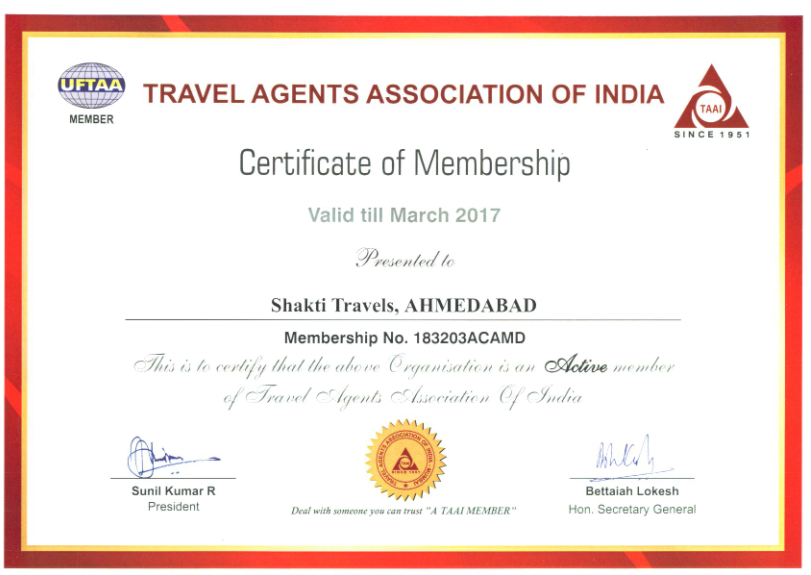 UFTAA
MEMBER
TRAVEL AGENTS ASSOCIATION OF INDIA
TAAI
SINCE 1951
Certificate of Membership
Valid till March 2017
Presented to
Shakti Travels, AHMEDABAD
Membership No. 183203ACAMD
This is to certify that the above Organisation is an Active member
of Travel Agents Association Of India
Sunil Kumar R
President
TRAVEL AGENTS ASSOCIATION OF INDIA
SINCE 1951
Deal with someone you can trust "A TAAI MEMBER"
Bettaiah Lokesh
Hon. Secretary General